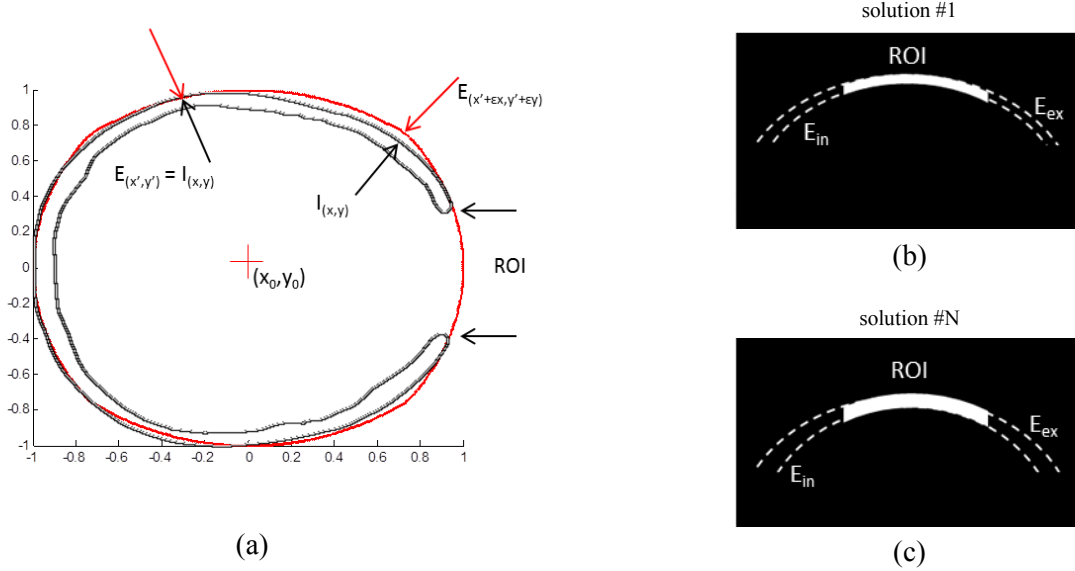 E(x'+εx,y'+εy)
E(x',y') = I(x,y)
I(x,y)
(x0,y0)
ROI
1
0.8
0.6
0.4
0.2
0
-0.2
-0.4
-0.6
-0.8
-1
-1 -0.8 -0.6 -0.4 -0.2 0 0.2 0.4 0.6 0.8 1
(a)
solution #1
ROI
Eex
Ein
(b)
solution #N
ROI
Eex
Ein
(c)